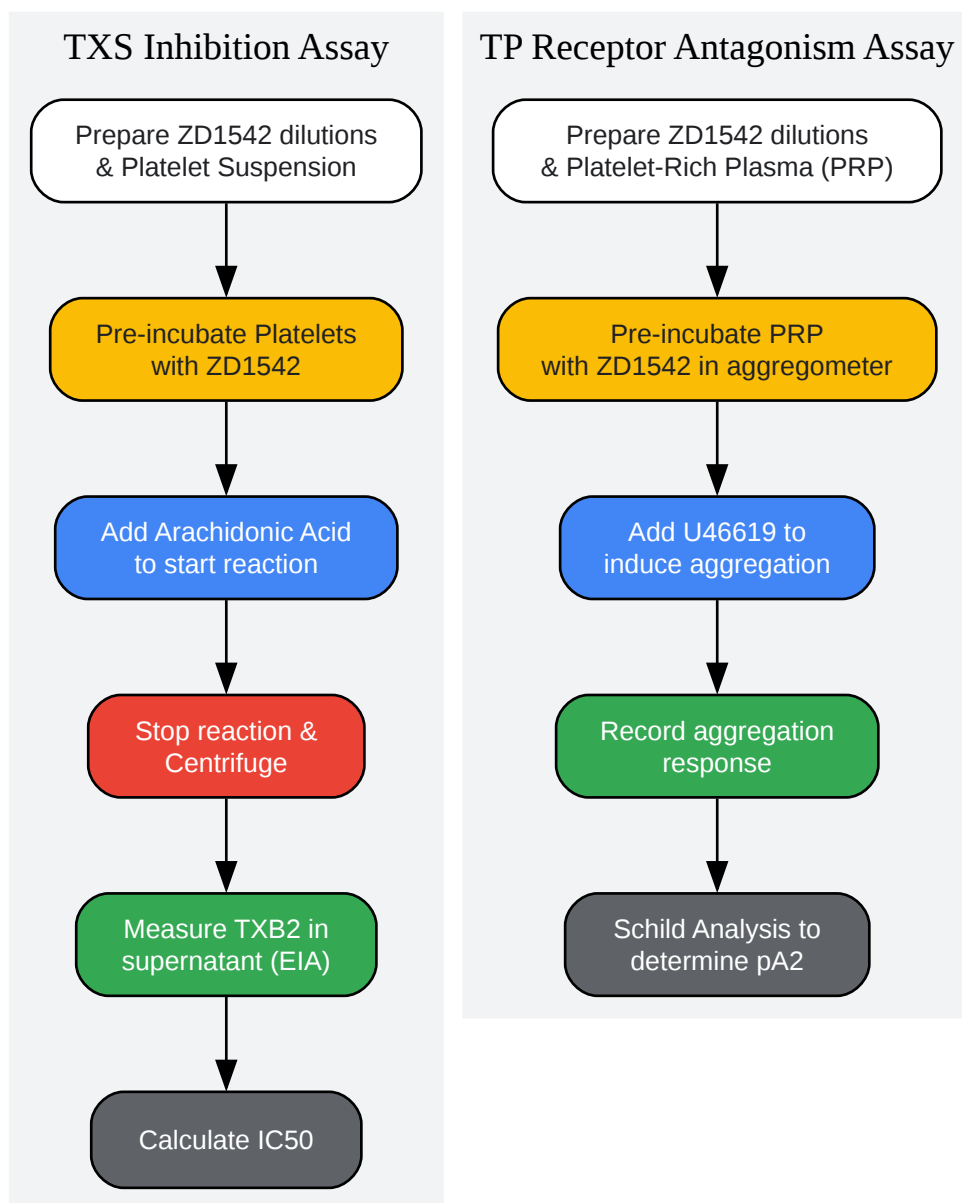 TXS Inhibition Assay
Prepare ZD1542 dilutions
& Platelet Suspension
Pre-incubate Platelets
with ZD1542
Add Arachidonic Acid
to start reaction
Stop reaction &
Centrifuge
Measure TXB2 in
supernatant (EIA)
Calculate IC50
TP Receptor Antagonism Assay
Prepare ZD1542 dilutions
& Platelet-Rich Plasma (PRP)
Pre-incubate PRP
with ZD1542 in aggregometer
Add U46619 to
induce aggregation
Record aggregation
response
Schild Analysis to
determine pA2